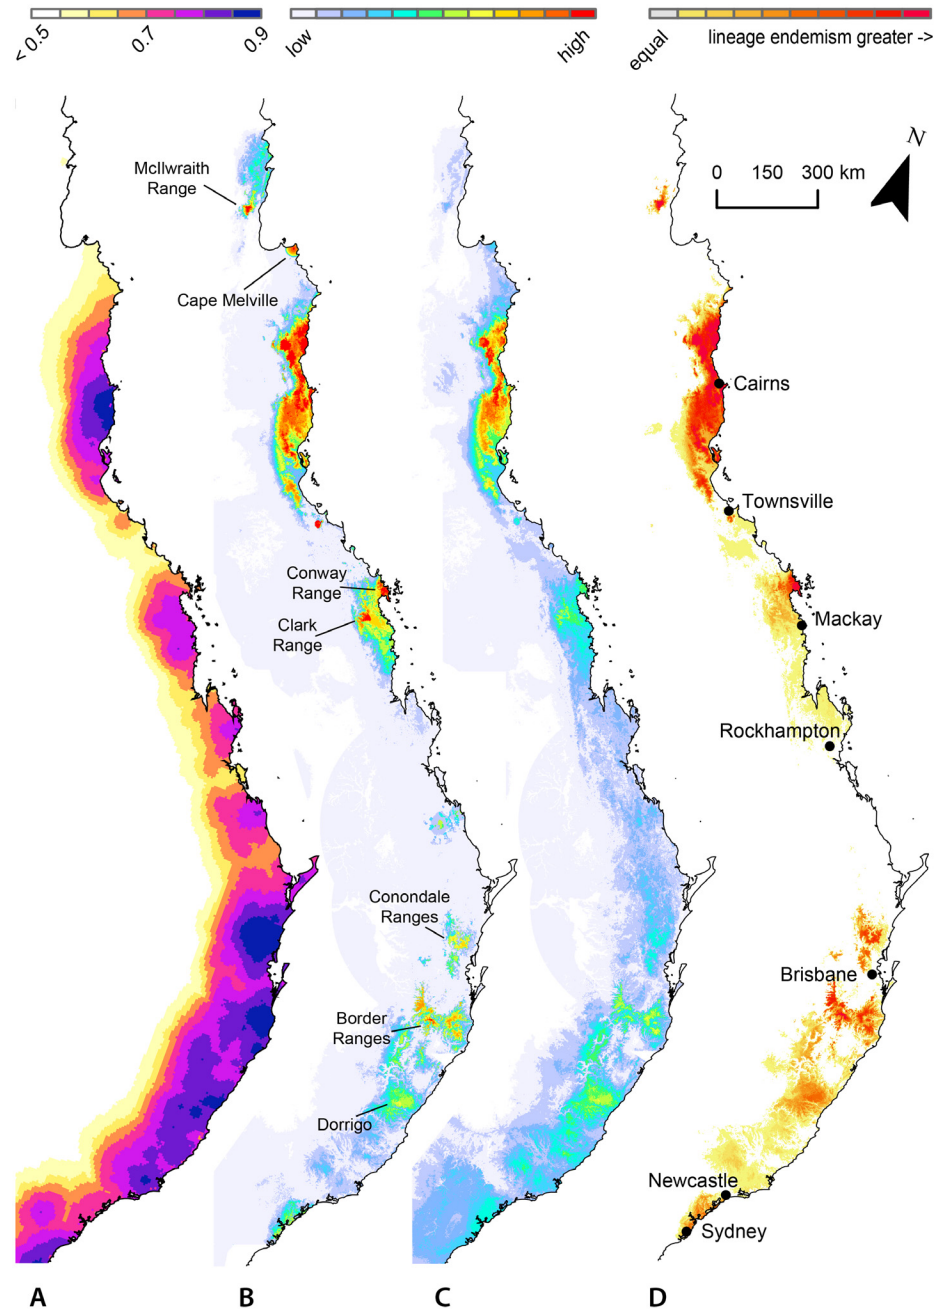 < 0.5
0.7
0.9
low
high
equal
lineage endemism greater ->
N
0 150 300 km
McIlwraith
Range
Cape Melville
Cairns
Townsville
Conway
Range
Clark
Range
Mackay
Rockhampton
Conondale
Ranges
Brisbane
Border
Ranges
Dorrigo
Newcastle
Sydney
A
B
C
D